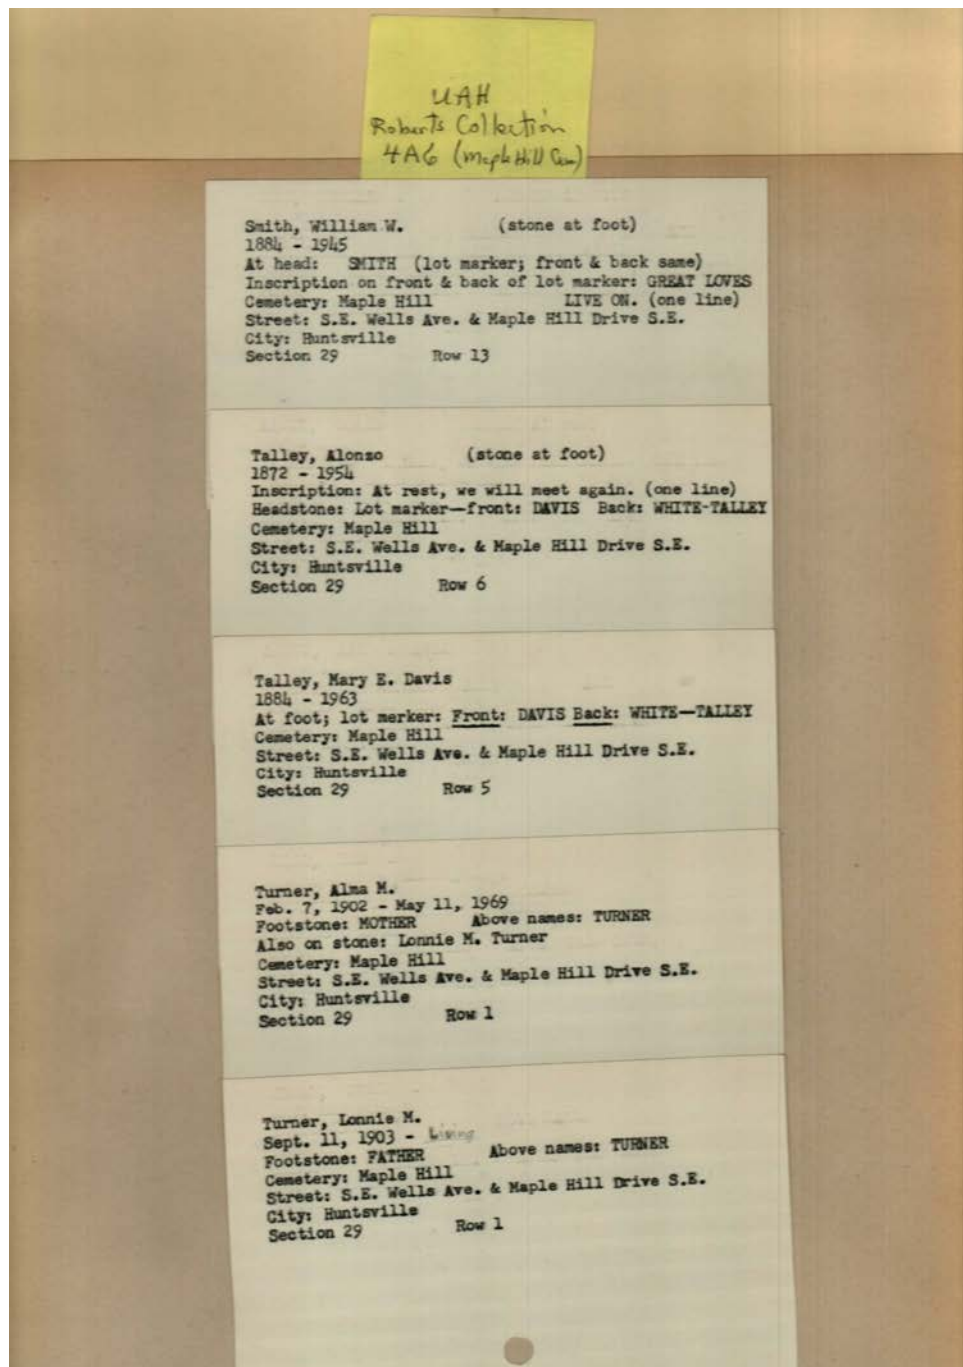 UAH
Roberts Collection
4A6 (Maple Hill Cem)
Smith, William W. (stone at foot)
1884 - 1945
At head: SMITH (lot marker; front & back same)
Inscription on front & back of lot marker: GREAT LOVES
Cemetery: Maple Hill LIVE ON. (one line)
Street: S.E. Wells Ave. & Maple Hill Drive S.E.
City: Huntsville
Section 29 Row 13
Talley, Alonzo (stone at foot)
1872 - 1954
Inscription: At rest, we will meet again. (one line)
Headstone: Lot marker—front: DAVIS Back: WHITE-TALLEY
Cemetery: Maple Hill
Street: S.E. Wells Ave. & Maple Hill Drive S.E.
City: Huntsville
Section 29 Row 6
Talley, Mary E. Davis
1884 - 1963
At foot; lot merker: Front: DAVIS Back: WHITE—TALLEY
Cemetery: Maple Hill
Street: S.E. Wells Ave. & Maple Hill Drive S.E.
City: Huntsville
Section 29 Row 5
Turner, Alma M.
Feb. 7, 1902 - May 11, 1969
Footstone: MOTHER Above names: TURNER
Also on stone: Lonnie M. Turner
Cemetery: Maple Hill
Street: S.E. Wells Ave. & Maple Hill Drive S.E.
City: Huntsville
Section 29 Row 1
Turner, Lonnie M.
Sept. 11, 1903 - Living
Footstone: FATHER Above names: TURNER
Cemetery: Maple Hill
Street: S.E. Wells Ave. & Maple Hill Drive S.E.
City: Huntsville
Section 29 Row 1